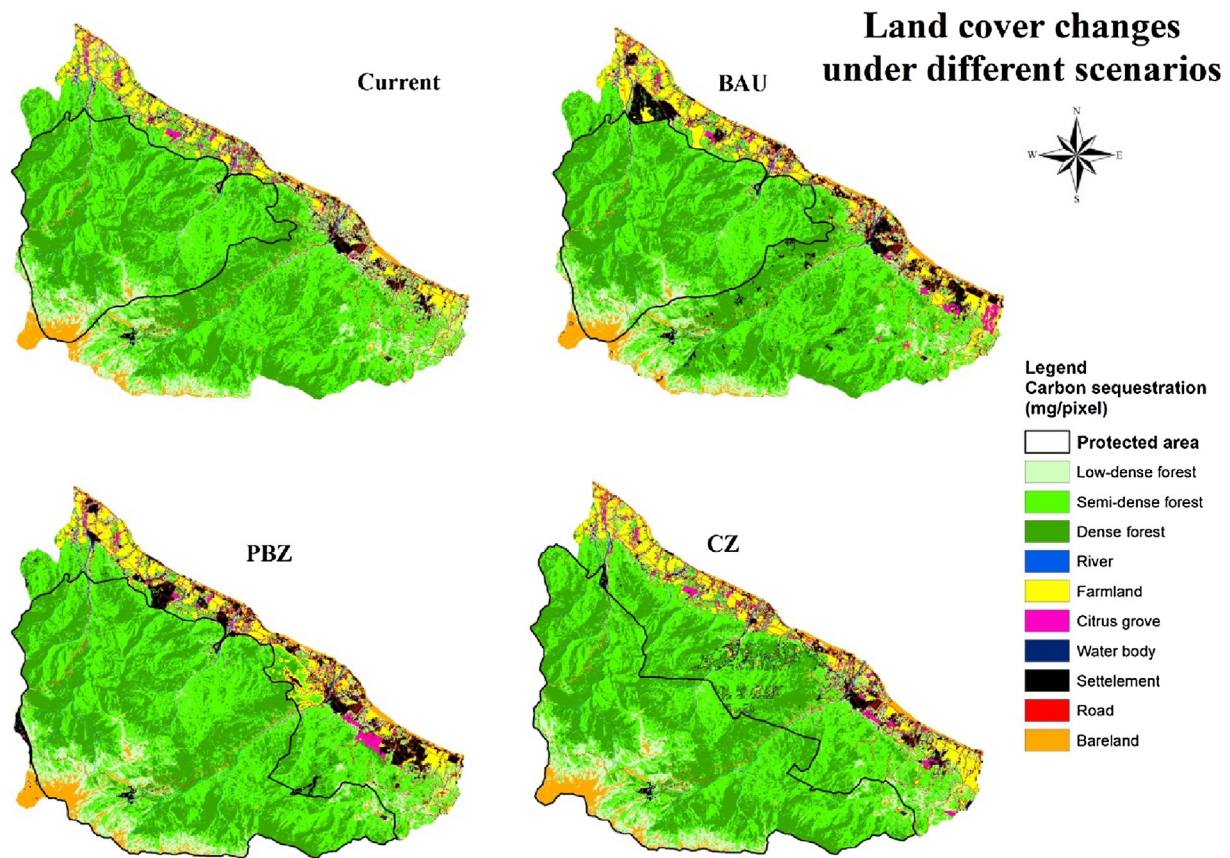 Land cover changes
under different scenarios
Current
BAU
N
W E
S
PBZ
CZ
Legend
Carbon sequestration
(mg/pixel)
Protected area
Low-dense forest
Semi-dense forest
Dense forest
River
Farmland
Citrus grove
Water body
Settelement
Road
Bareland